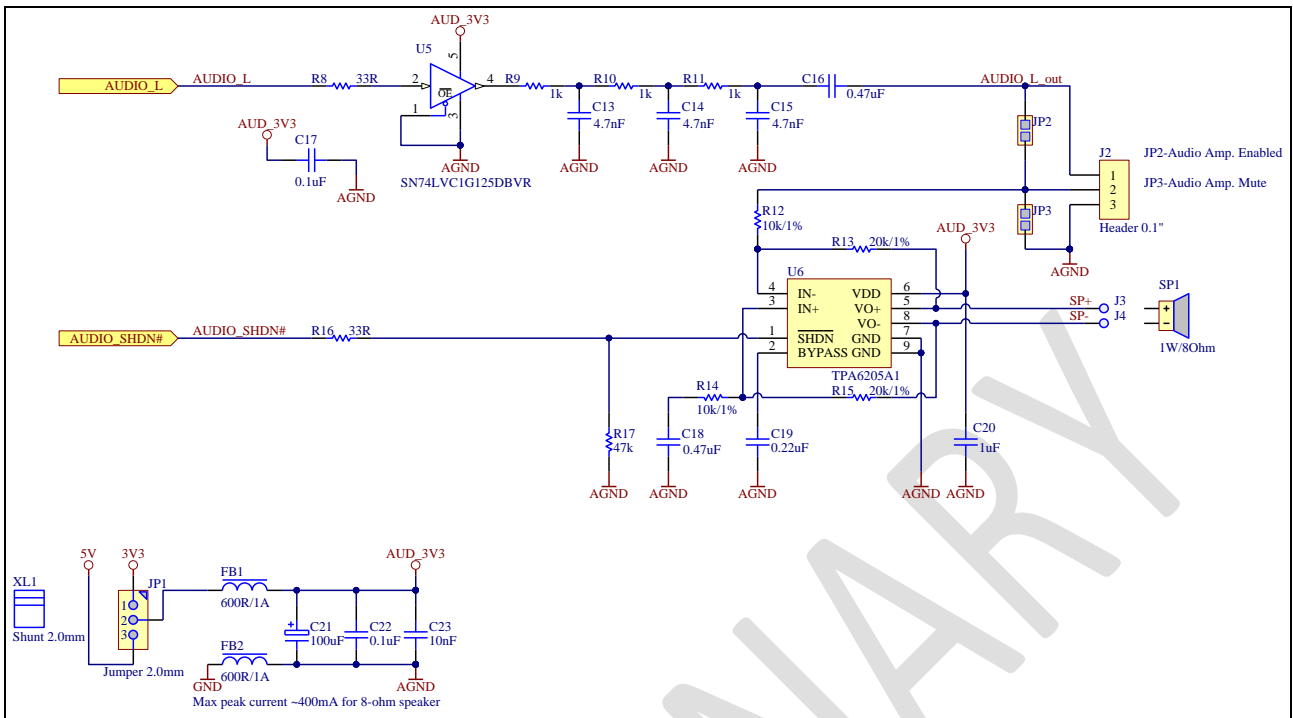 AUD_3V3
U5
AUDIO_L
AUDIO_L
R8
33R
2
5
OE
4
1
3
R9
1k
R10
1k
R11
1k
C16
0.47uF
AUDIO_L_out
C13
4.7nF
C14
4.7nF
C15
4.7nF
AGND
AGND
AGND
AGND
SN74LVC1G125DBVR
AUD_3V3
C17
0.1uF
AGND
JP2
JP3
J2
1
2
3
Header 0.1"
AGND
JP2-Audio Amp. Enabled
JP3-Audio Amp. Mute
R12
10k/1%
R13
20k/1%
AUD_3V3
U6
4
IN-
3
IN+
1
SHDN
2
BYPASS
VDD
6
VO+
5
VO-
8
GND
7
GND
9
TPA6205A1
SP+
J3
SP-
J4
SP1
+
-
1W/8Ohm
AUDIO_SHDN#
AUDIO_SHDN#
R16
33R
R14
10k/1%
R15
20k/1%
R17
47k
C18
0.47uF
C19
0.22uF
C20
1uF
AGND
AGND
AGND
AGND
AGND
5V
3V3
AUD_3V3
XL1
Shunt 2.0mm
JP1
1
2
3
Jumper 2.0mm
FB1
600R/1A
+
C21
100uF
C22
0.1uF
C23
10nF
FB2
600R/1A
GND
AGND
Max peak current ~400mA for 8-ohm speaker
NARY